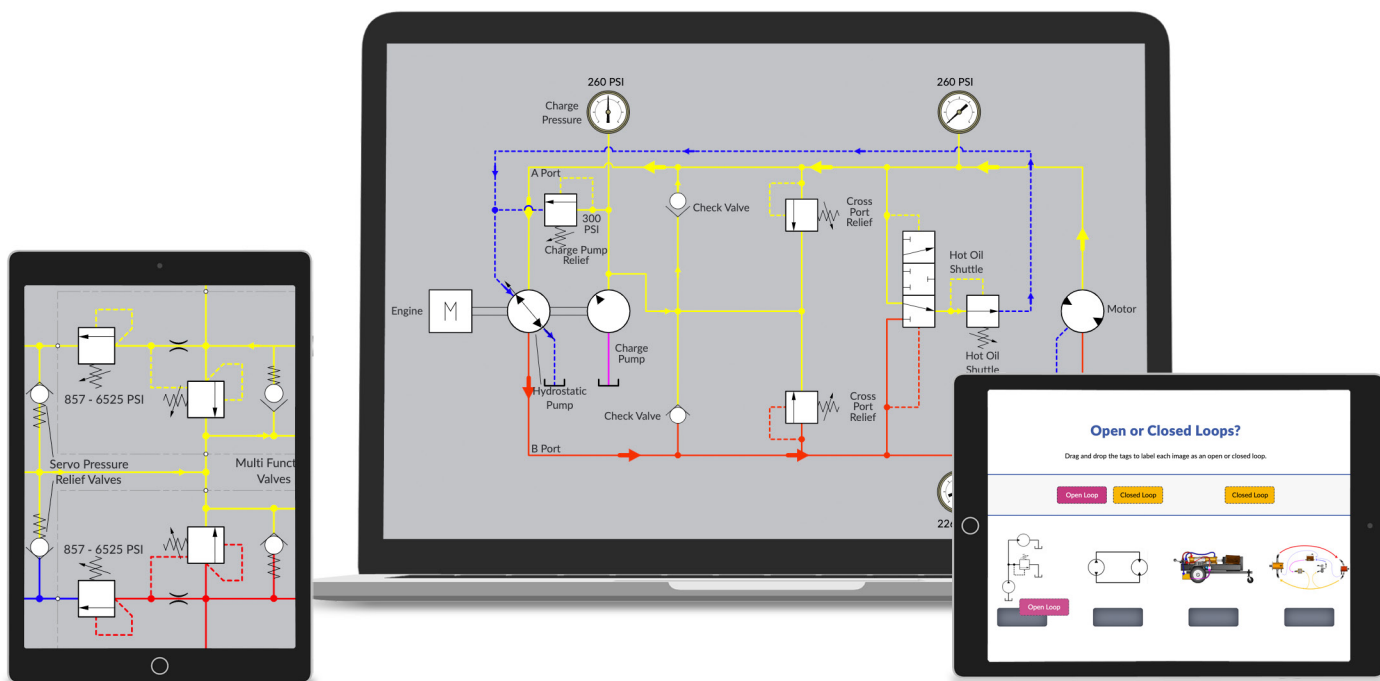 260 PSI
Charge
Pressure
260 PSI
A Port
300
PSI
Charge Pump
Relief
Check Valve
Cross
Port
Relief
Hot Oil
Shuttle
Engine
M
Charge
Pump
Hydrostatic
Pump
Motor
Hot Oil
Shuttle
Check Valve
Cross
Port
Relief
B Port
226
857 - 6525 PSI
Servo Pressure
Relief Valves
Multi Funct
Valves
857 - 6525 PSI
Open or Closed Loops?
Drag and drop the tags to label each image as an open or closed loop.
Open Loop
Closed Loop
Closed Loop
Open Loop